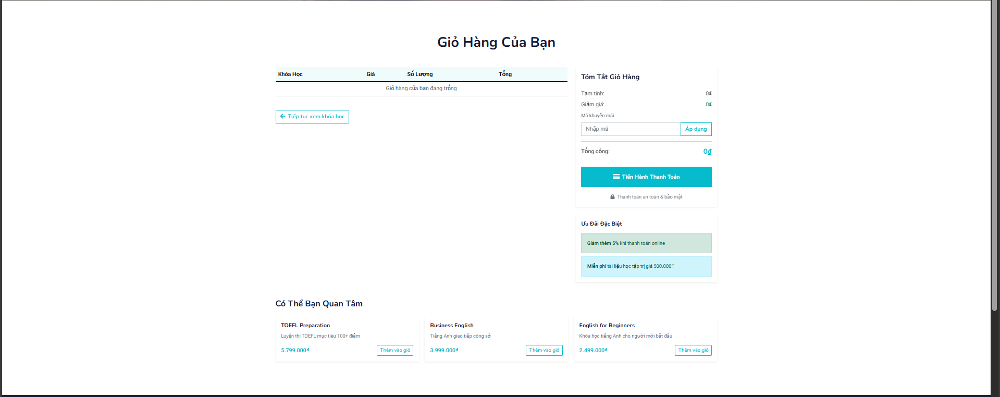 Giỏ Hàng Của Bạn
Khóa Học Giá Số Lượng Tổng
Giỏ hàng của bạn đang trống
Tiếp tục xem khóa học
Tóm Tắt Giỏ Hàng
Tạm tính: 0₫
Giảm giá: 0₫
Mã khuyến mãi
Nhập mã Áp dụng
Tổng cộng: 0₫
Tiến Hành Thanh Toán
Thanh toán an toàn & bảo mật
Ưu Đãi Đặc Biệt
Giảm thêm 5% khi thanh toán online
Miễn phí tài liệu học tập trị giá 500.000₫
Có Thể Bạn Quan Tâm
TOEFL Preparation
Luyện thi TOEFL mục tiêu 100+ điểm
5.799.000₫ Thêm vào giỏ
Business English
Tiếng Anh giao tiếp công sở
3.999.000₫ Thêm vào giỏ
English for Beginners
Khóa học tiếng Anh cho người mới bắt đầu
2.499.000₫ Thêm vào giỏ